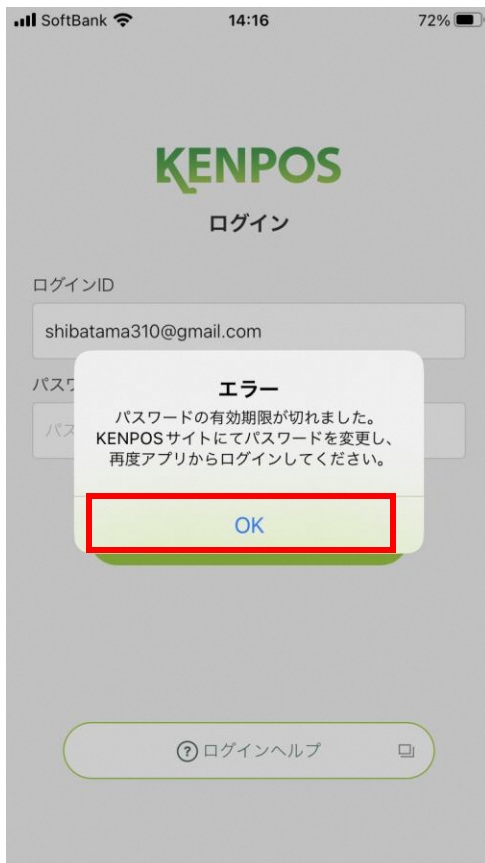 SoftBank 14:16 72%
KENPOS
ログイン
ログインID
shibatama310@gmail.com
エラー
パスワードの有効期限が切れました。
KENPOSサイトにてパスワードを変更し、
再度アプリからログインしてください。
OK
?ログインヘルプ